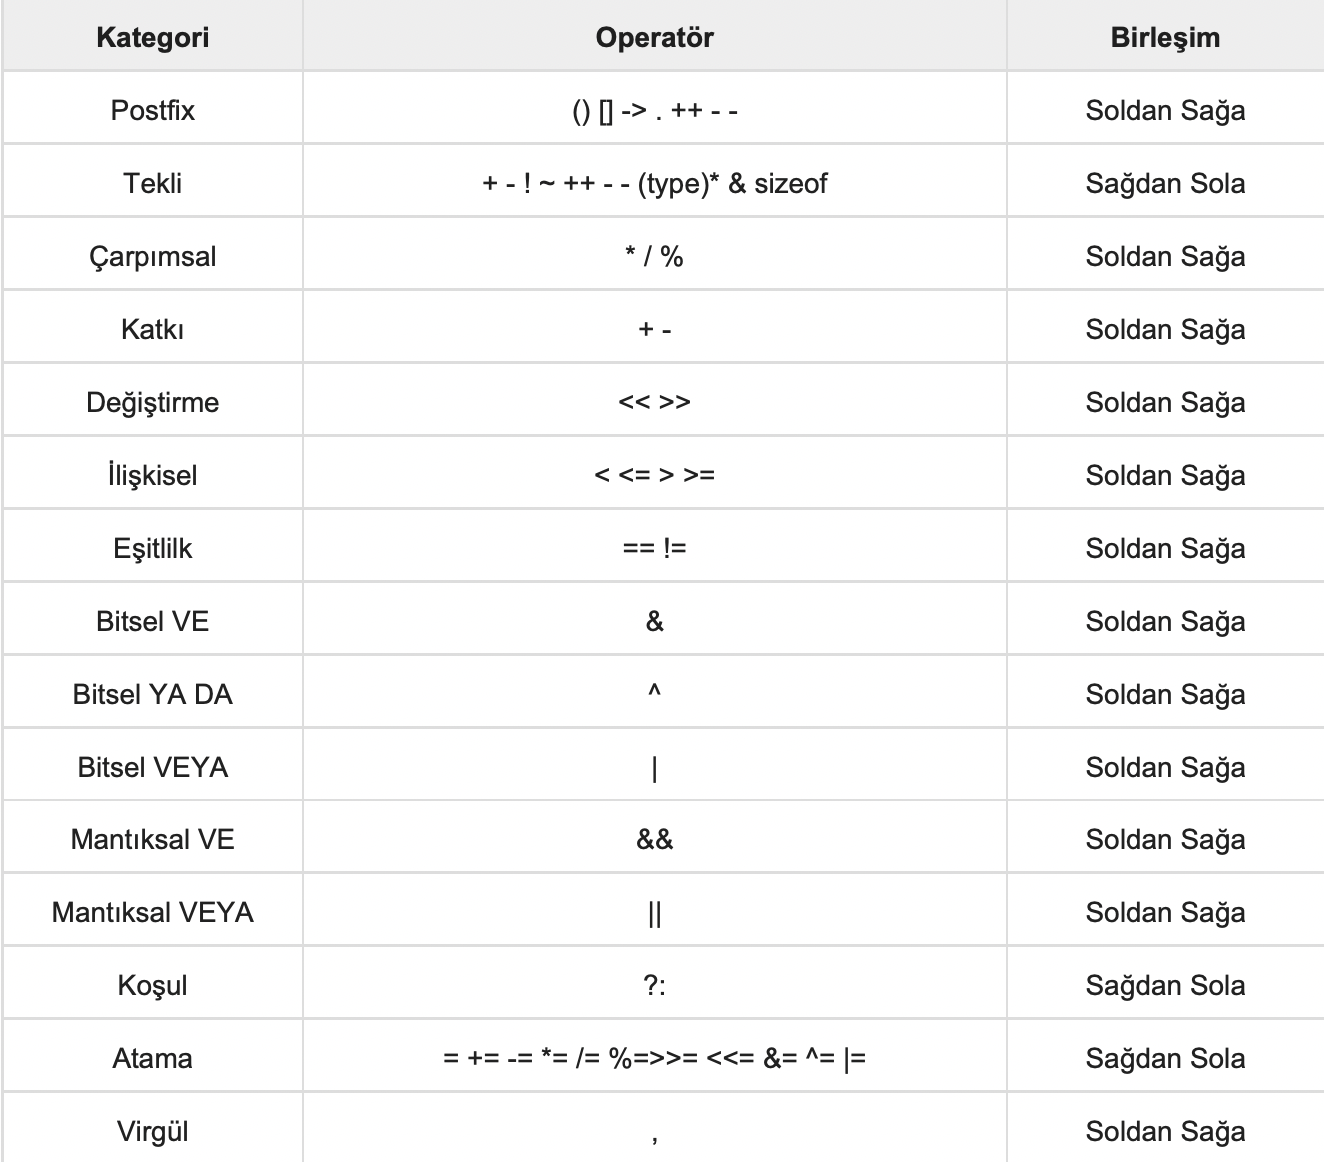 Kategori Operatör Birleşim
Postfix () [] -> . ++ - - Soldan Sağa
Tekli + - ! ~ ++ - - (type)* & sizeof Sağdan Sola
Çarpımsal * / % Soldan Sağa
Katkı + - Soldan Sağa
Değiştirme << >> Soldan Sağa
İlişkisel < <= > >= Soldan Sağa
Eşitlilk == != Soldan Sağa
Bitsel VE & Soldan Sağa
Bitsel YA DA ^ Soldan Sağa
Bitsel VEYA | Soldan Sağa
Mantıksal VE && Soldan Sağa
Mantıksal VEYA || Soldan Sağa
Koşul ?: Sağdan Sola
Atama = += -= *= /= %=>>= <<= &= ^= |= Sağdan Sola
Virgül , Soldan Sağa